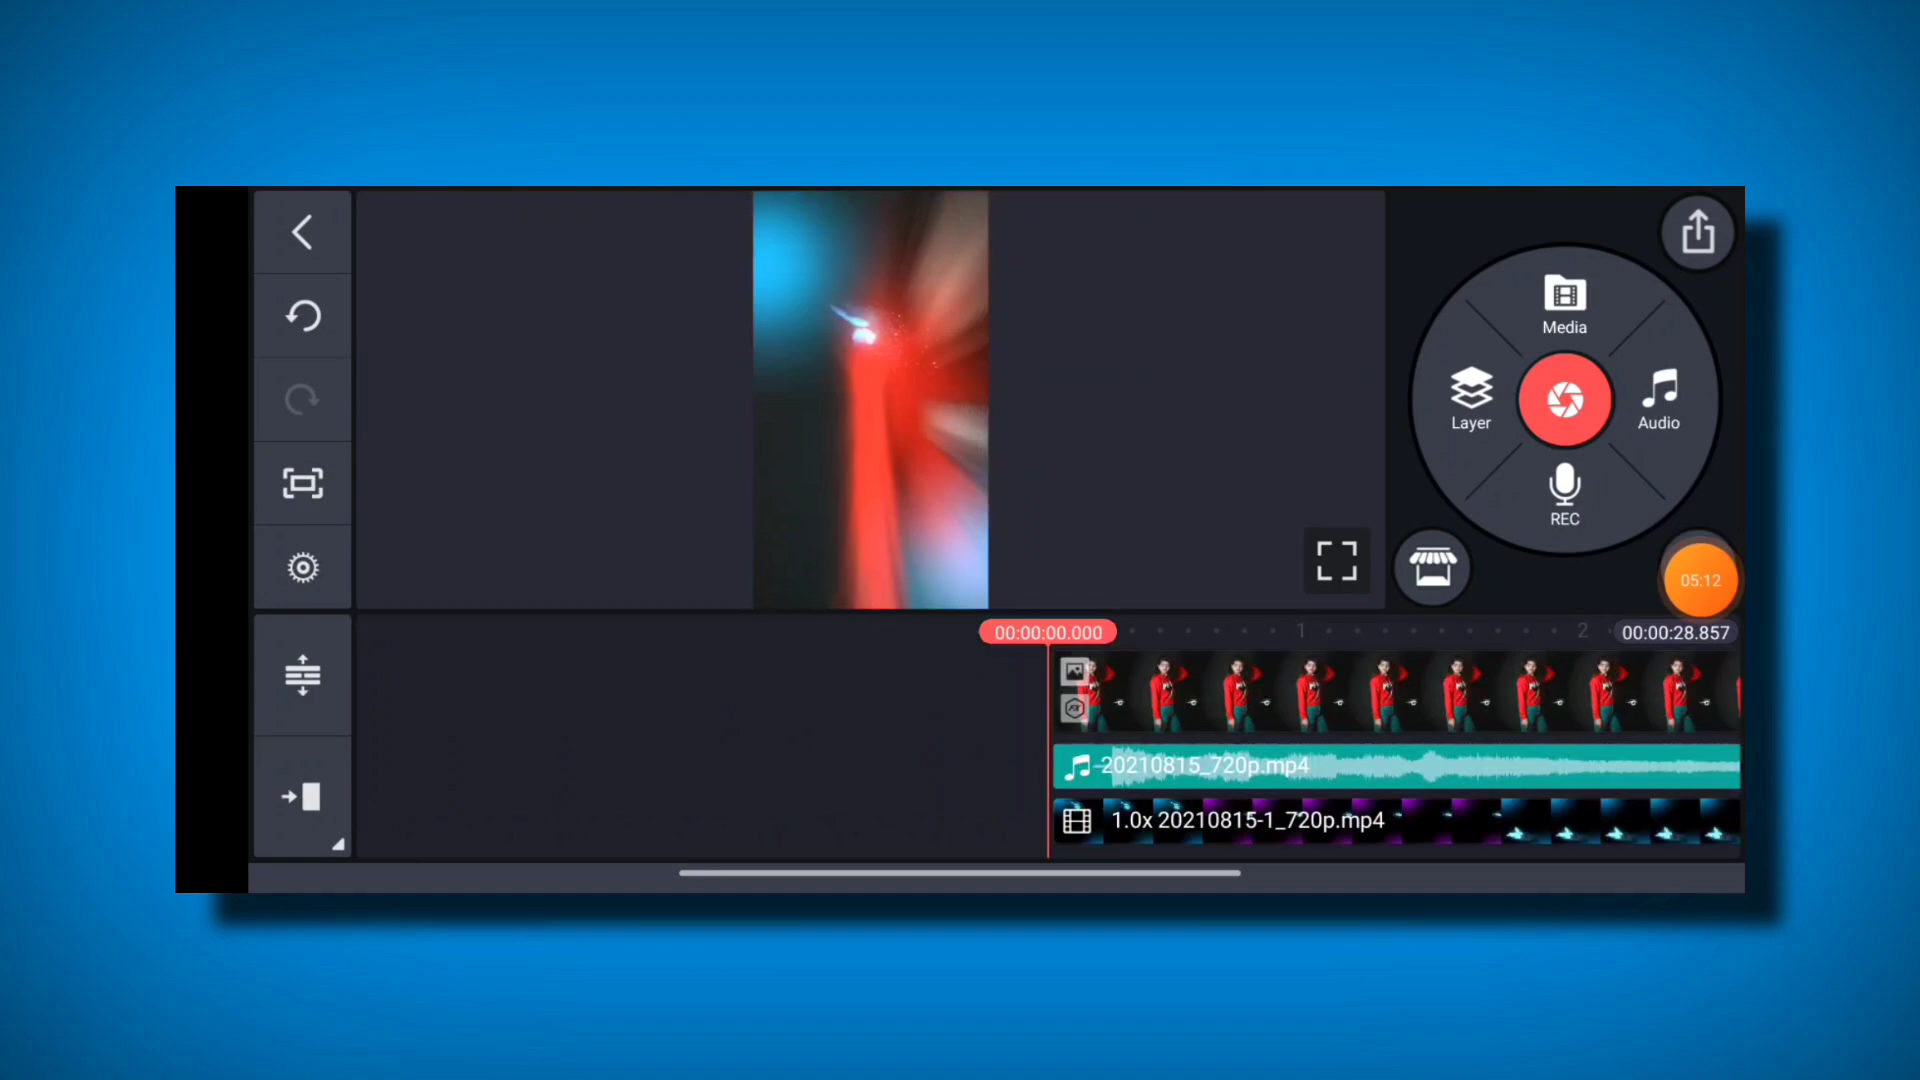 Media
Layer
Audio
REC
05:12
00:00:00.000
1
2
00:00:28.857
20210815_720p.mp4
1.0x 20210815-1_720p.mp4